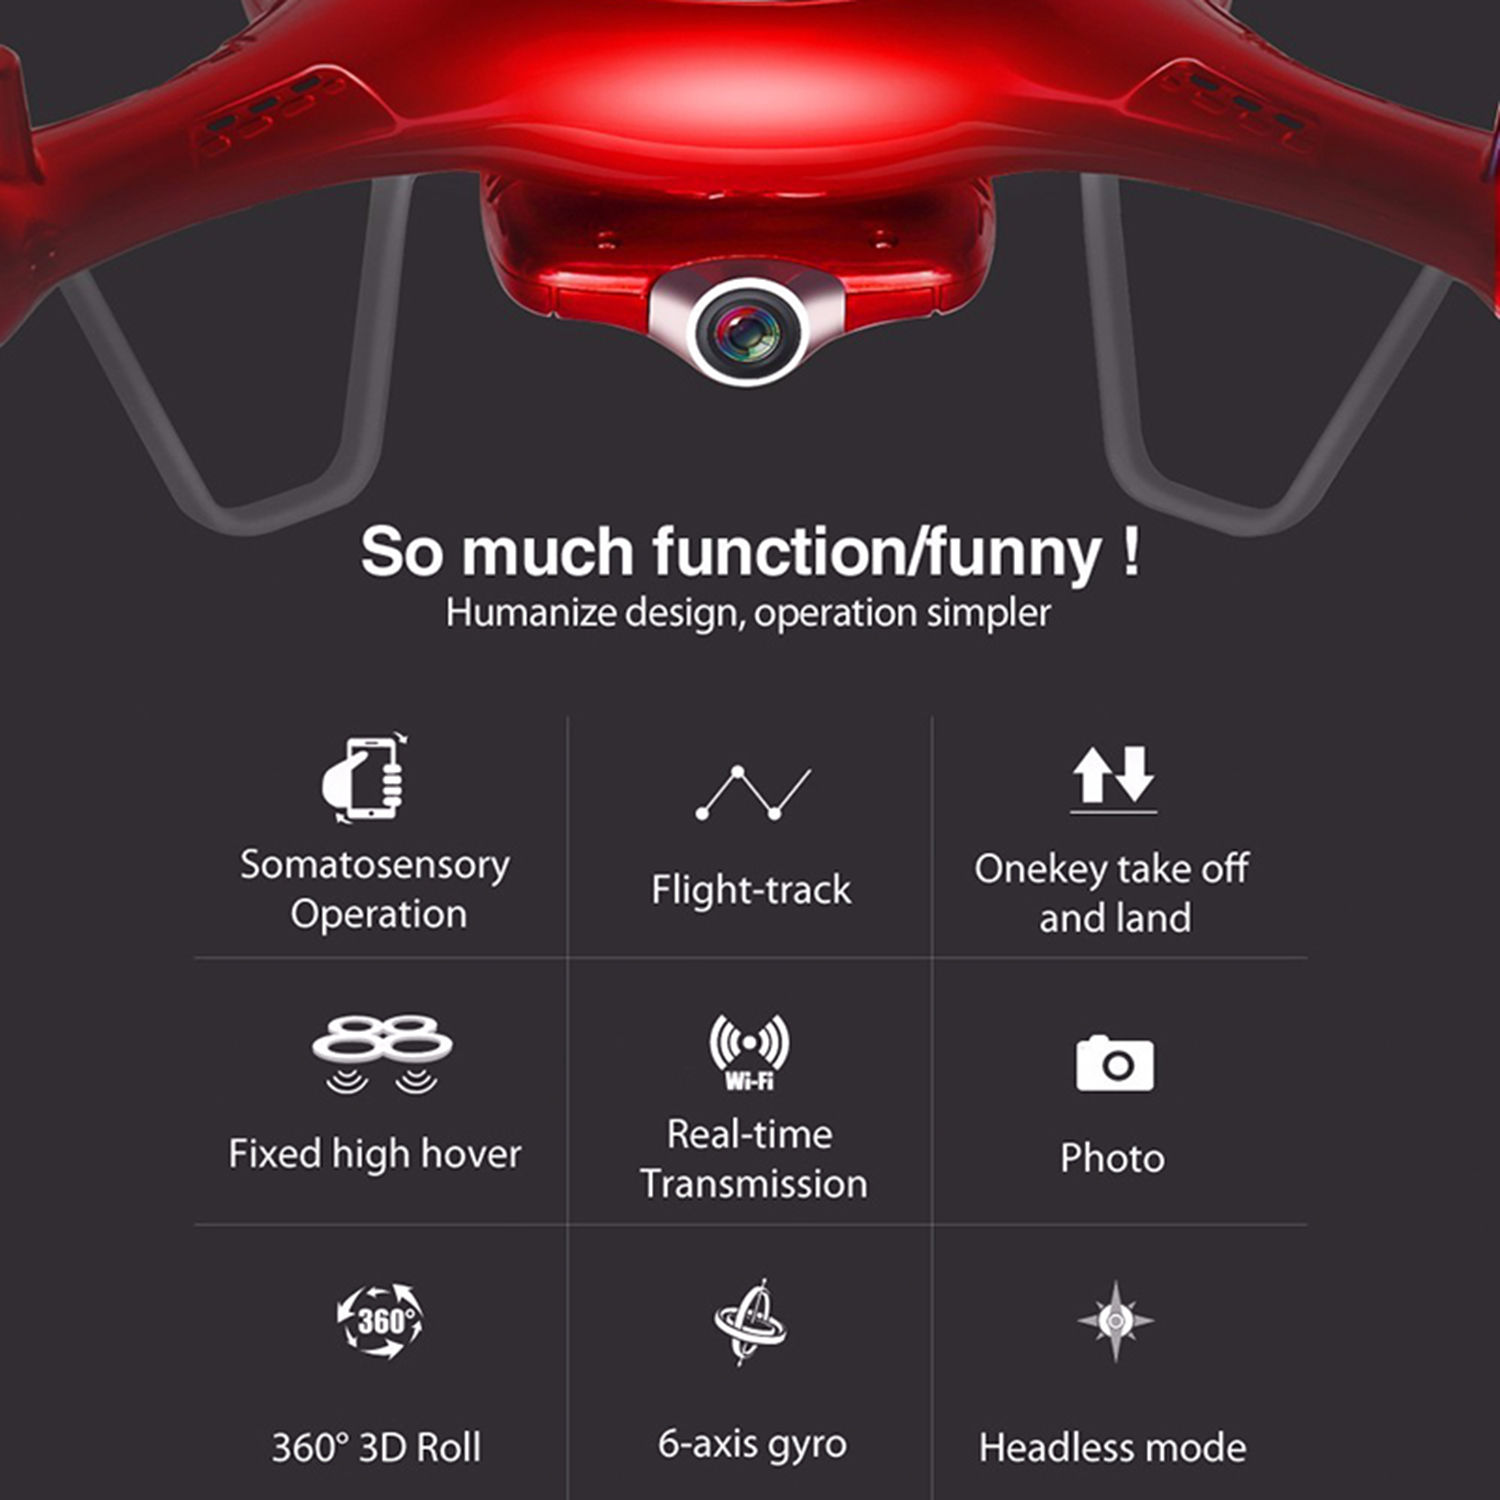 So much function/funny !
Humanize design, operation simpler
Somatosensory
Operation
Flight-track
Onekey take off
and land
Fixed high hover
Wi-Fi
Real-time
Transmission
Photo
360°
360° 3D Roll
6-axis gyro
Headless mode